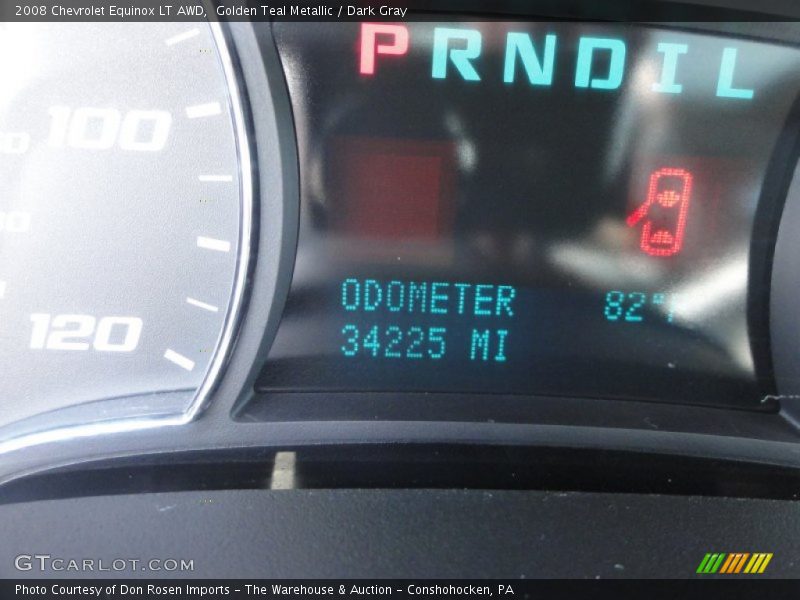 2008 Chevrolet Equinox LT AWD, Golden Teal Metallic / Dark Gray
P R N D I L
100
120
ODOMETER 82°F
34225 MI
GTCARLOT.COM
Photo Courtesy of Don Rosen Imports – The Warehouse & Auction – Conshohocken, PA